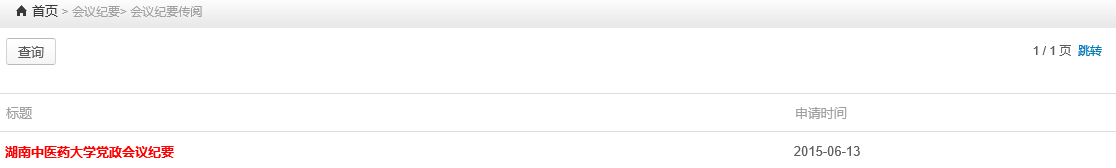 首页 > 会议纪要> 会议纪要传阅
查询
1 / 1 页 跳转
标题 申请时间
湖南中医药大学党政会议纪要 2015-06-13